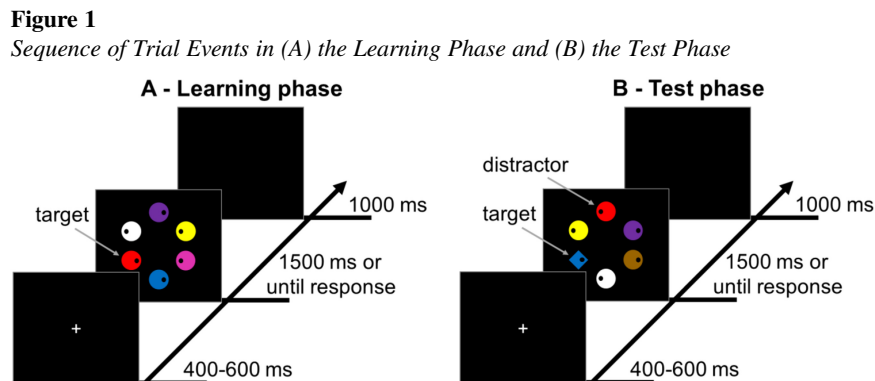 Figure 1
Sequence of Trial Events in (A) the Learning Phase and (B) the Test Phase
A - Learning phase
target
1000 ms
1500 ms or
until response
+
400-600 ms
B - Test phase
distractor
target
1000 ms
1500 ms or
until response
+
400-600 ms